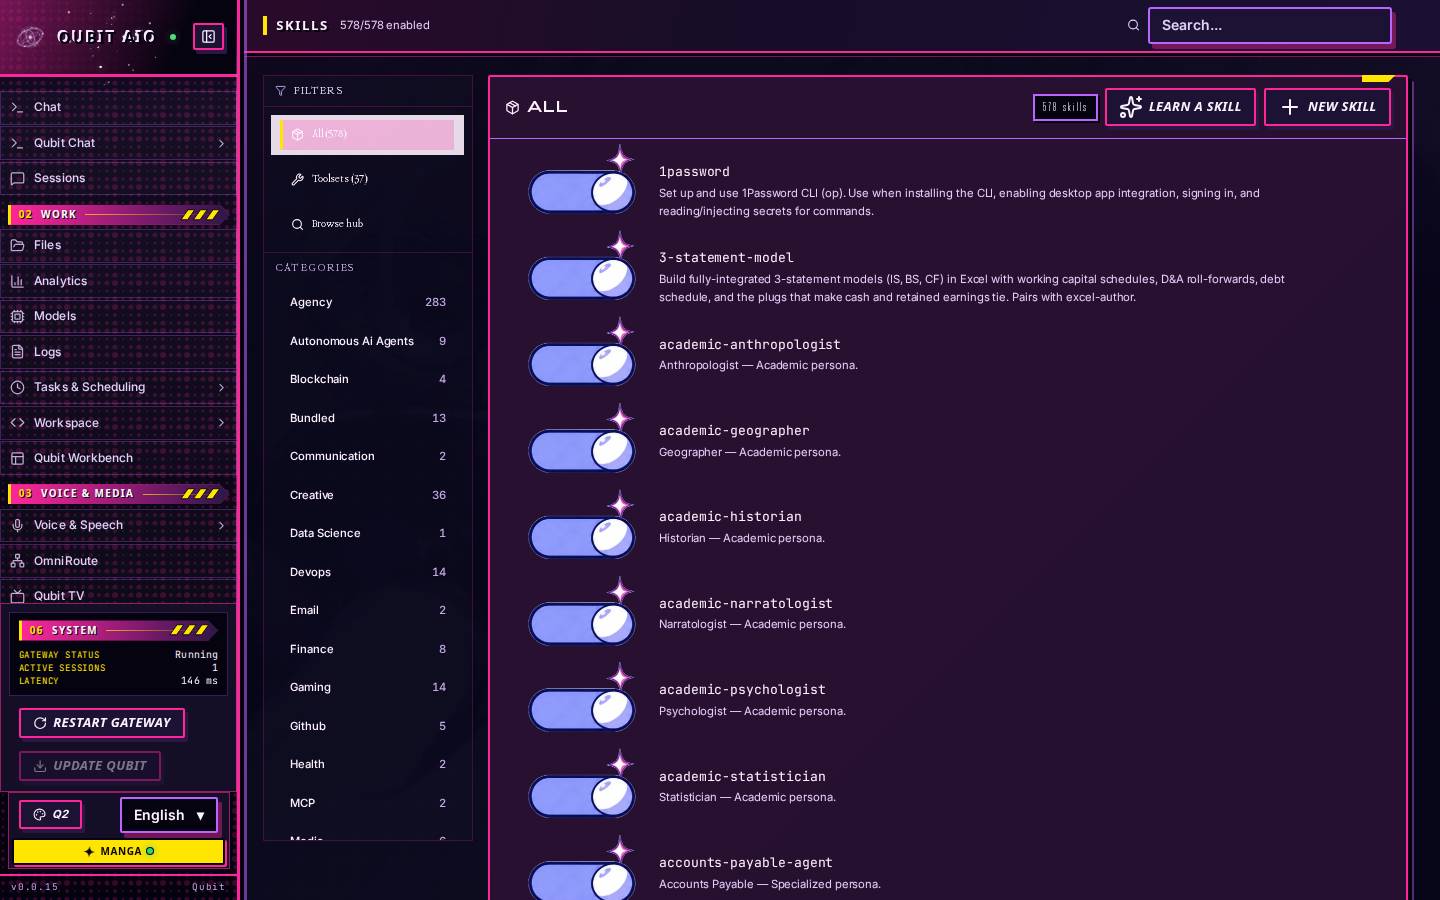 QUBIT AIO
Chat
Qubit Chat
Sessions
02 WORK
Files
Analytics
Models
Logs
Tasks & Scheduling
Workspace
Qubit Workbench
03 VOICE & MEDIA
Voice & Speech
OmniRoute
Qubit TV
06 SYSTEM
GATEWAY STATUS Running
ACTIVE SESSIONS 1
LATENCY 146 ms
RESTART GATEWAY
UPDATE QUBIT
Q2 English ▾
MANGA
v0.0.15 Qubit
SKILLS 578/578 enabled
Search...
FILTERS
All (578)
Toolsets (37)
Browse hub
CATEGORIES
Agency 283
Autonomous Ai Agents 9
Blockchain 4
Bundled 13
Communication 2
Creative 36
Data Science 1
Devops 14
Email 2
Finance 8
Gaming 14
Github 5
Health 2
MCP 2
Media 6
ALL
578 skills
LEARN A SKILL
NEW SKILL
1password
Set up and use 1Password CLI (op). Use when installing the CLI, enabling desktop app integration, signing in, and
reading/injecting secrets for commands.
3-statement-model
Build fully-integrated 3-statement models (IS, BS, CF) in Excel with working capital schedules, D&A roll-forwards, debt
schedule, and the plugs that make cash and retained earnings tie. Pairs with excel-author.
academic-anthropologist
Anthropologist — Academic persona.
academic-geographer
Geographer — Academic persona.
academic-historian
Historian — Academic persona.
academic-narratologist
Narratologist — Academic persona.
academic-psychologist
Psychologist — Academic persona.
academic-statistician
Statistician — Academic persona.
accounts-payable-agent
Accounts Payable — Specialized persona.